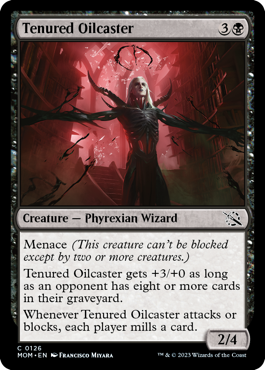 Tenured Oilcaster 3
Creature — Phyrexian Wizard
Menace (This creature can't be blocked
except by two or more creatures.)
Tenured Oilcaster gets +3/+0 as long
as an opponent has eight or more cards
in their graveyard.
Whenever Tenured Oilcaster attacks or
blocks, each player mills a card.
2/4
C 0126
MOM • EN Francisco Miyara
™ & © 2023 Wizards of the Coast